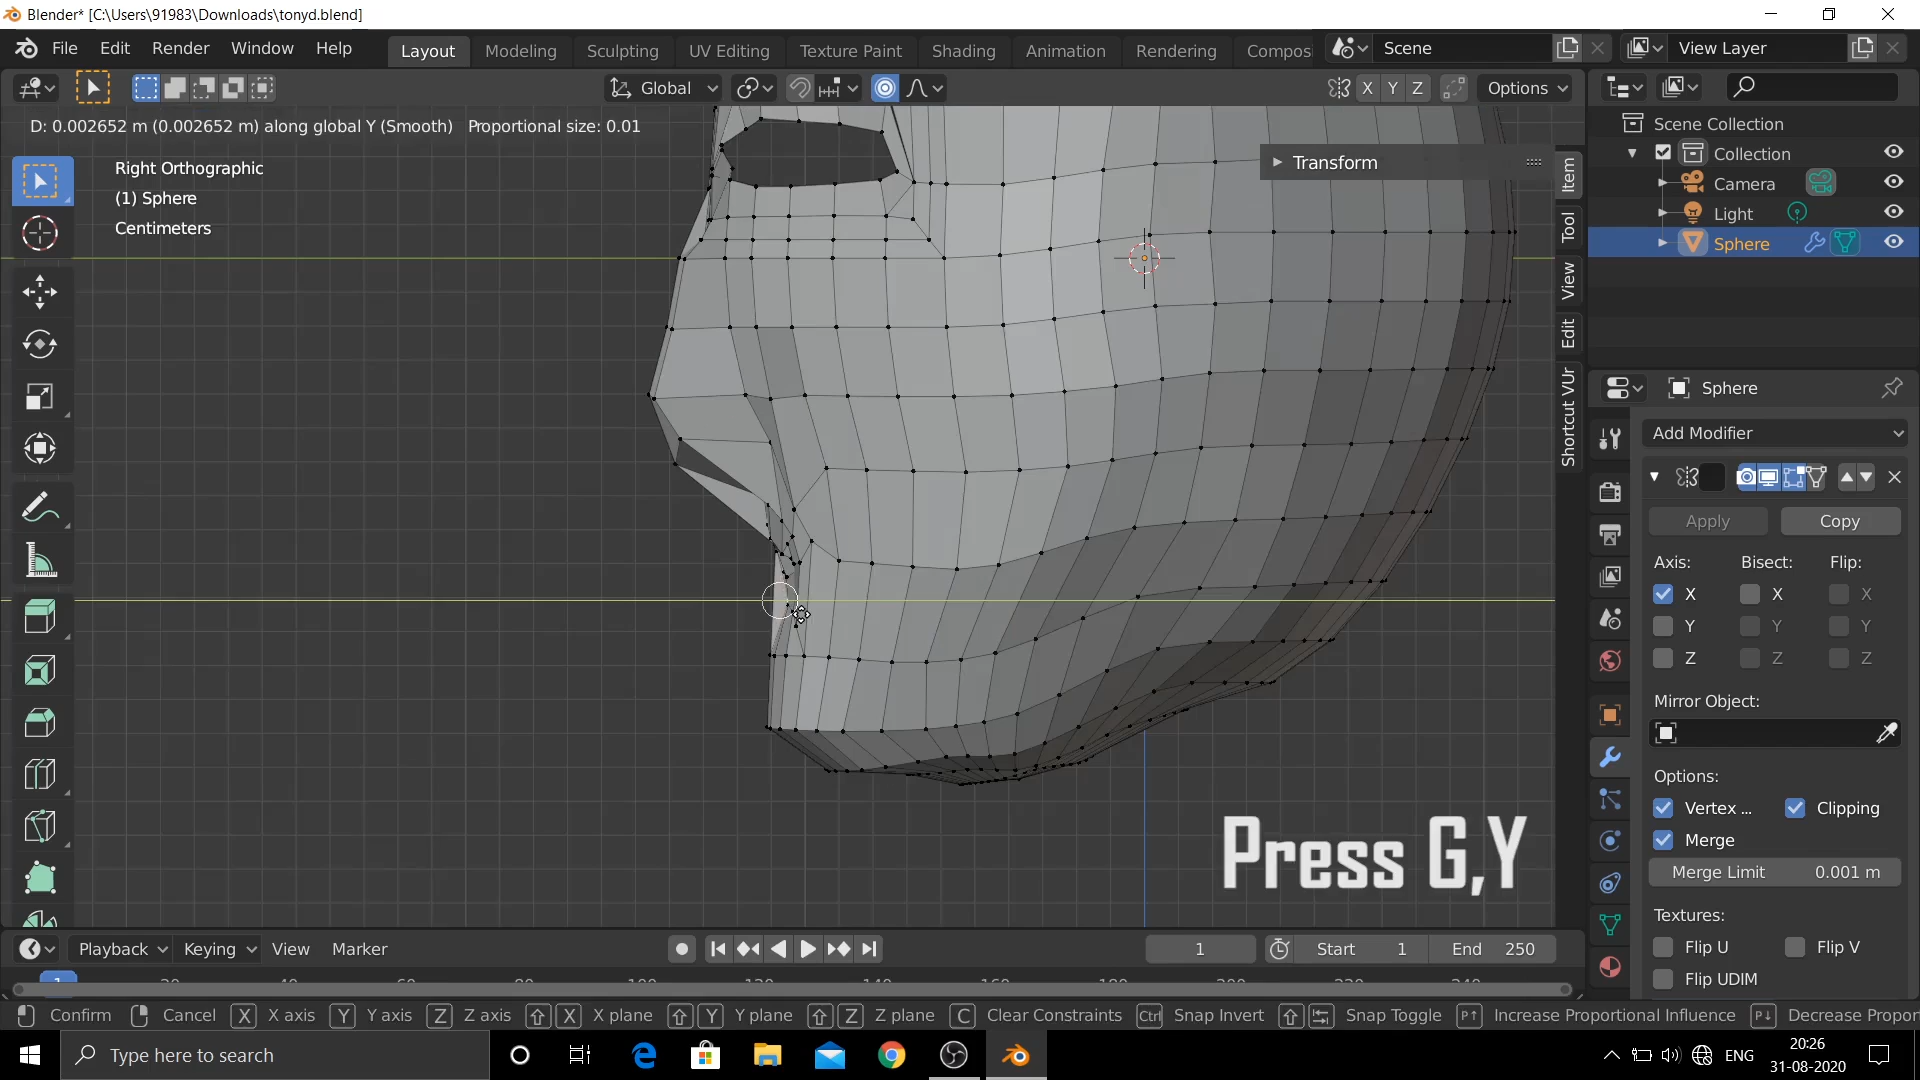 Blender* [C:\Users\91983\Downloads\tonyd.blend]
File Edit Render Window Help
Layout Modeling Sculpting UV Editing Texture Paint Shading Animation Rendering Compos
Scene
View Layer
Global
X Y Z
Options
D: 0.002652 m (0.002652 m) along global Y (Smooth) Proportional size: 0.01
Right Orthographic
(1) Sphere
Centimeters
Transform
Item
Tool
View
Edit
Shortcut VUr
Scene Collection
Collection
Camera
Light
Sphere
Sphere
Add Modifier
Apply Copy
Axis: Bisect: Flip:
X X X
Y Y Y
Z Z Z
Mirror Object:
Options:
Vertex ... Clipping
Merge
Merge Limit 0.001 m
Textures:
Flip U Flip V
Flip UDIM
Press G,Y
Playback Keying View Marker
1
Start 1
End 250
1
Confirm Cancel X X axis Y Y axis Z Z axis X X plane Y Y plane Z Z plane C Clear Constraints Ctrl Snap Invert Snap Toggle P↑ Increase Proportional Influence P↓ Decrease Propor
Type here to search
ENG
20:26
31-08-2020